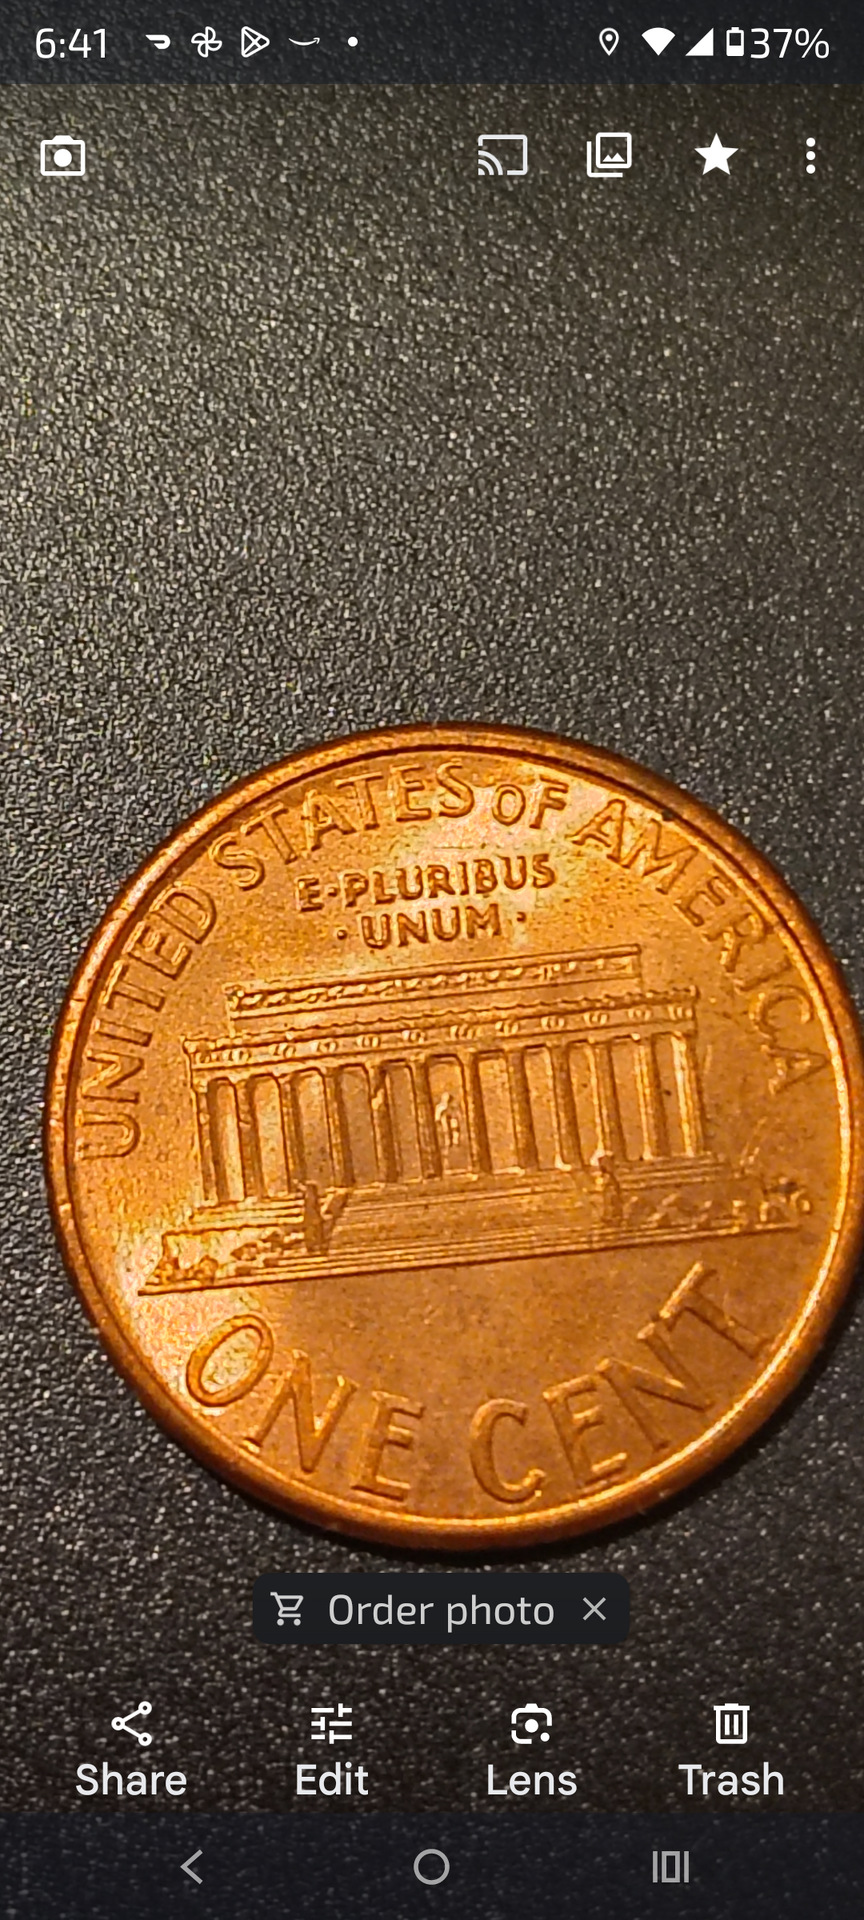 6:41
37%
UNITED STATES OF AMERICA
E·PLURIBUS
·UNUM·
ONE CENT
Order photo
Share Edit Lens Trash